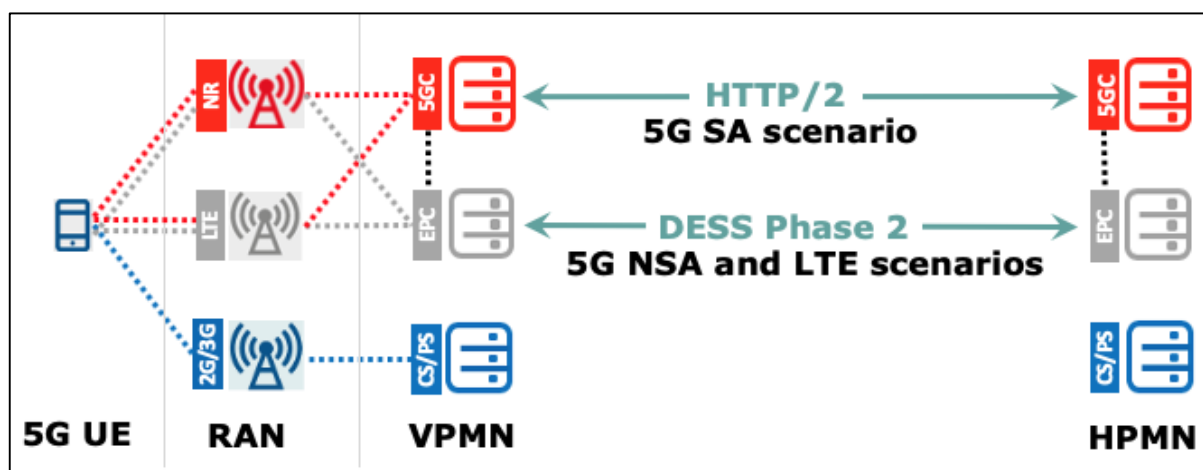 NR
5GC
HTTP/2
5G SA scenario
5GC
LTE
EPC
DESS Phase 2
5G NSA and LTE scenarios
EPC
2G/3G
CS/PS
CS/PS
5G UE
RAN
VPMN
HPMN